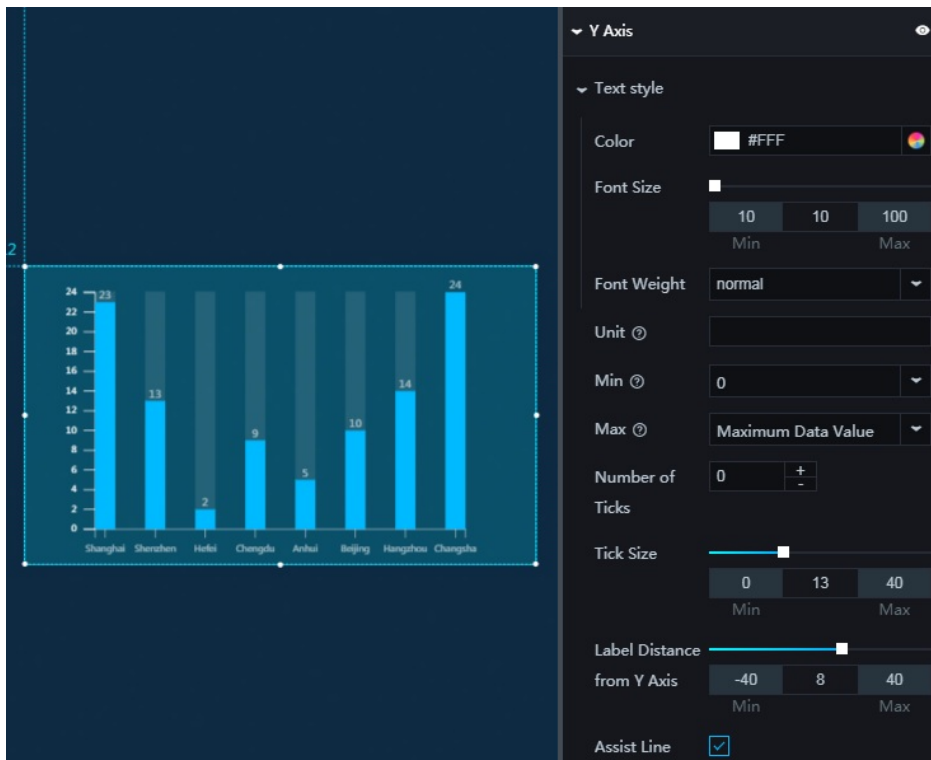 2
24
23
24
22
20
18
16
14
14
13
12
10
10
9
8
6
5
4
2
2
0
Shanghai Shenzhen Hefei Chengdu Anhui Beijing Hangzhou Changsha
Y Axis
Text style
Color #FFF
Font Size
10 10 100
Min Max
Font Weight normal
Unit
Min 0
Max Maximum Data Value
Number of 0 + -
Ticks
Tick Size
0 13 40
Min Max
Label Distance
from Y Axis -40 8 40
Min Max
Assist Line